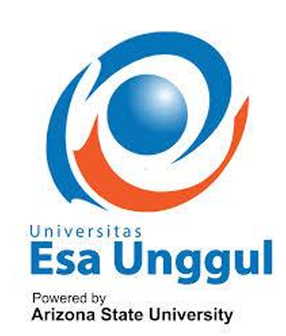 Universitas
Esa Unggul
Powered by
Arizona State University